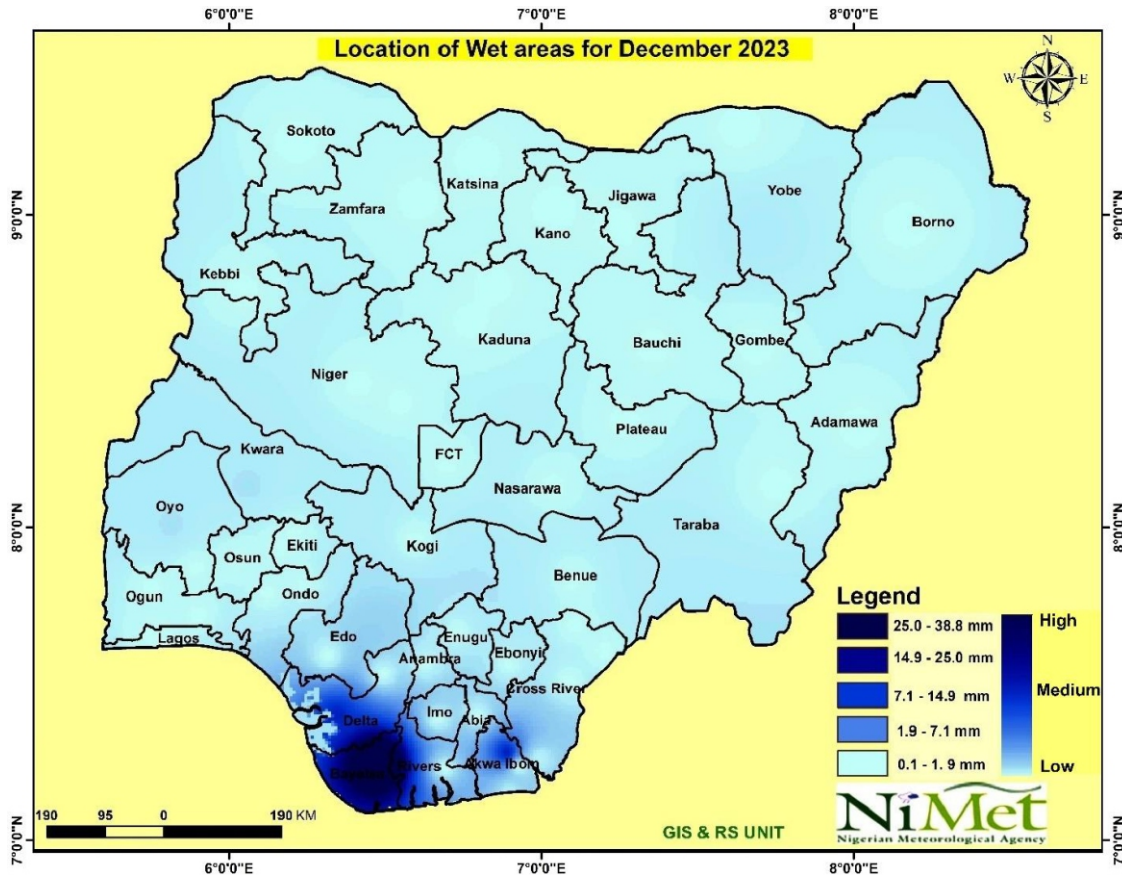 6°0'0"E
7°0'0"E
8°0'0"E
Location of Wet areas for December 2023
N
W
E
S
Sokoto
Katsina
Jigawa
Yobe
Zamfara
Borno
Kano
9°0'0"N
9°0'0"N
Kebbi
Kaduna
Bauchi
Gombe
Niger
Adamawa
Plateau
Kwara
FCT
Nasarawa
Oyo
Taraba
8°0'0"N
8°0'0"N
Ekiti
Kogi
Osun
Benue
Ogun
Ondo
Lagos
Edo
Enugu
Ebonyi
Anambra
Cross River
Imo
Abia
Delta
Bayelsa
Rivers
Akwa Ibom
Legend
25.0 - 38.8 mm
14.9 - 25.0 mm
7.1 - 14.9 mm
1.9 - 7.1 mm
0.1 - 1.9 mm
High
Medium
Low
190
95
0
190 KM
GIS & RS UNIT
NiMet
Nigerian Meteorological Agency
7°0'0"N
7°0'0"N
6°0'0"E
7°0'0"E
8°0'0"E